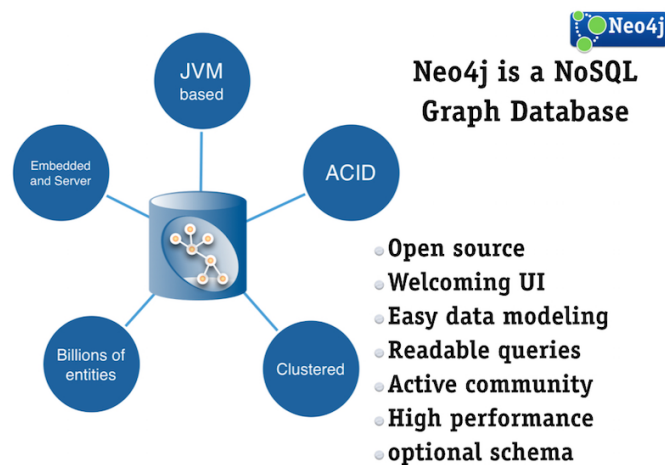 Neo4j
Neo4j is a NoSQL
Graph Database
JVM
based
Embedded
and Server
ACID
Billions of
entities
Clustered
Open source
Welcoming UI
Easy data modeling
Readable queries
Active community
High performance
optional schema